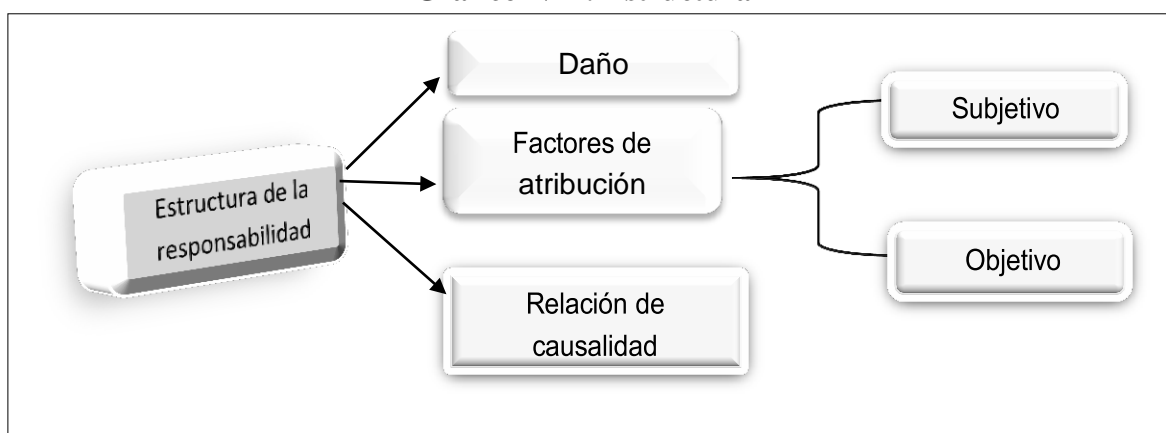 Daño
Subjetivo
Factores de
atribución
Estructura de la
responsabilidad
Objetivo
Relación de
causalidad